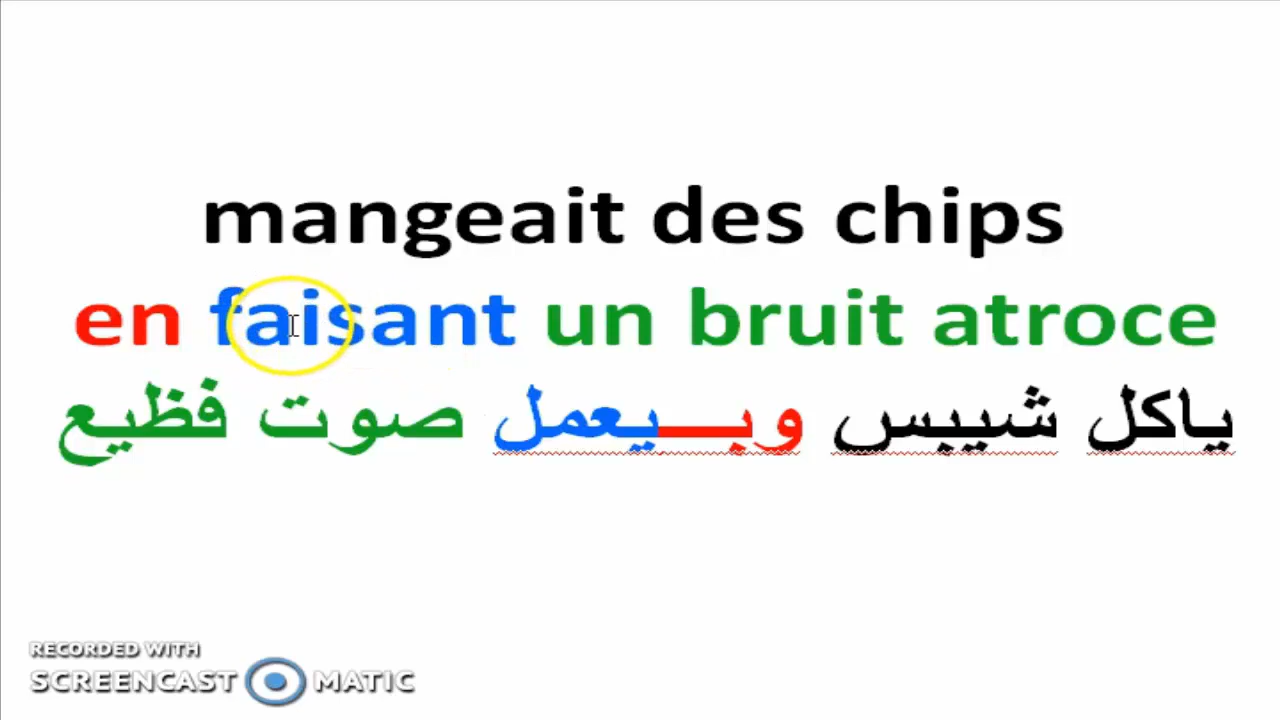 mangeait des chips
en faisant un bruit atroce
ياكل شيبس وبـــيعمل صوت فظيع
RECORDED WITH
SCREENCAST MATIC